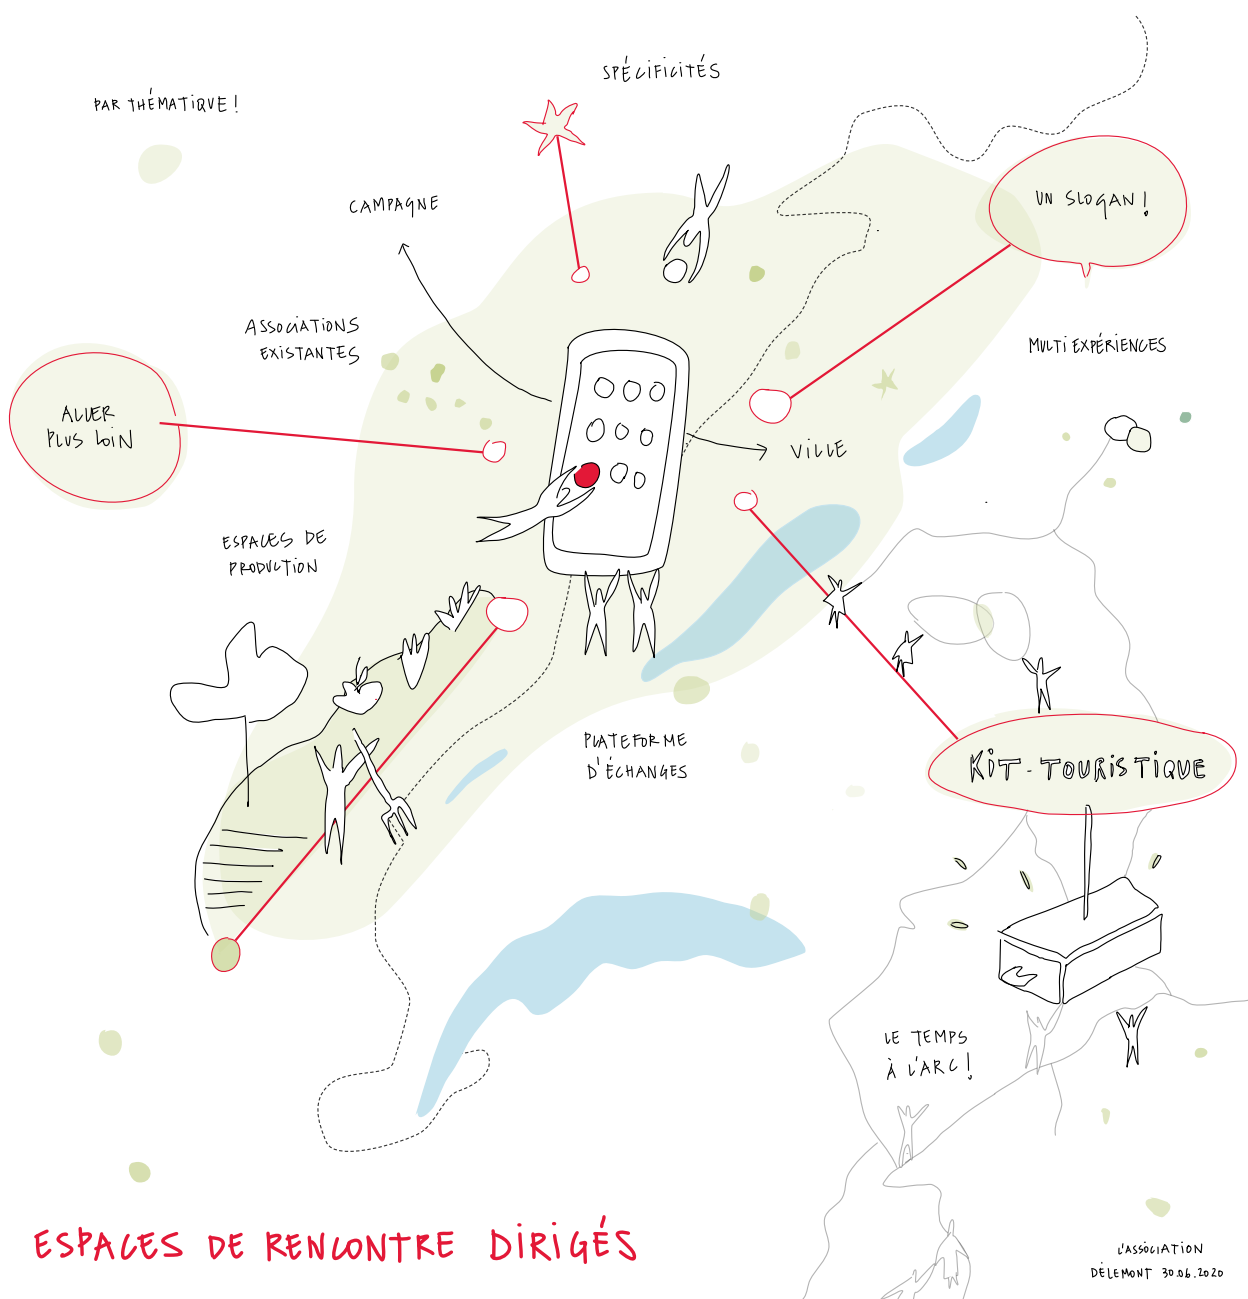 SPÉCIFICITÉS
PAR THÉMATIQUE!
CAMPAGNE
UN SLOGAN!
ASSOCIATIONS
EXISTANTES
MULTI EXPÉRIENCES
ALLER
PLUS LOIN
VILLE
ESPACES DE
PRODUCTION
PLATEFORME
D'ÉCHANGES
KIT-TOURISTIQUE
LE TEMPS
À L'ARC!
ESPACES DE RENCONTRE DIRIGÉS
L'ASSOCIATION
DÉLEMONT 30.06.2020